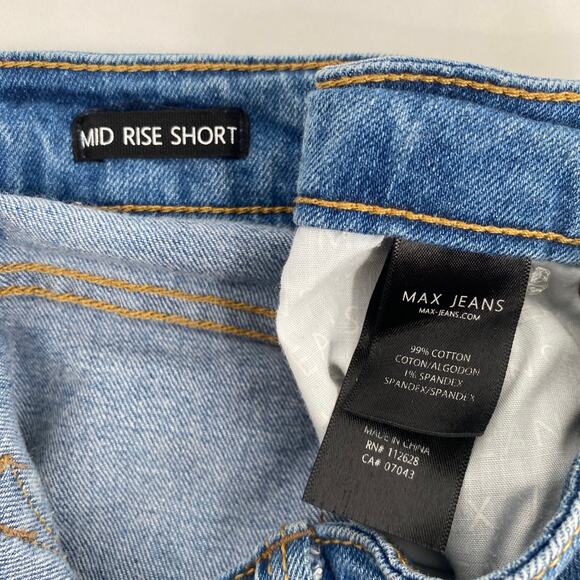 MID RISE SHORT
MAX JEANS
MAX-JEANS.COM
99% COTTON
COTON/ALGODON
1% SPANDEX
SPANDEX/SPANDEX
MADE IN CHINA
RN# 112628
CA# 07043